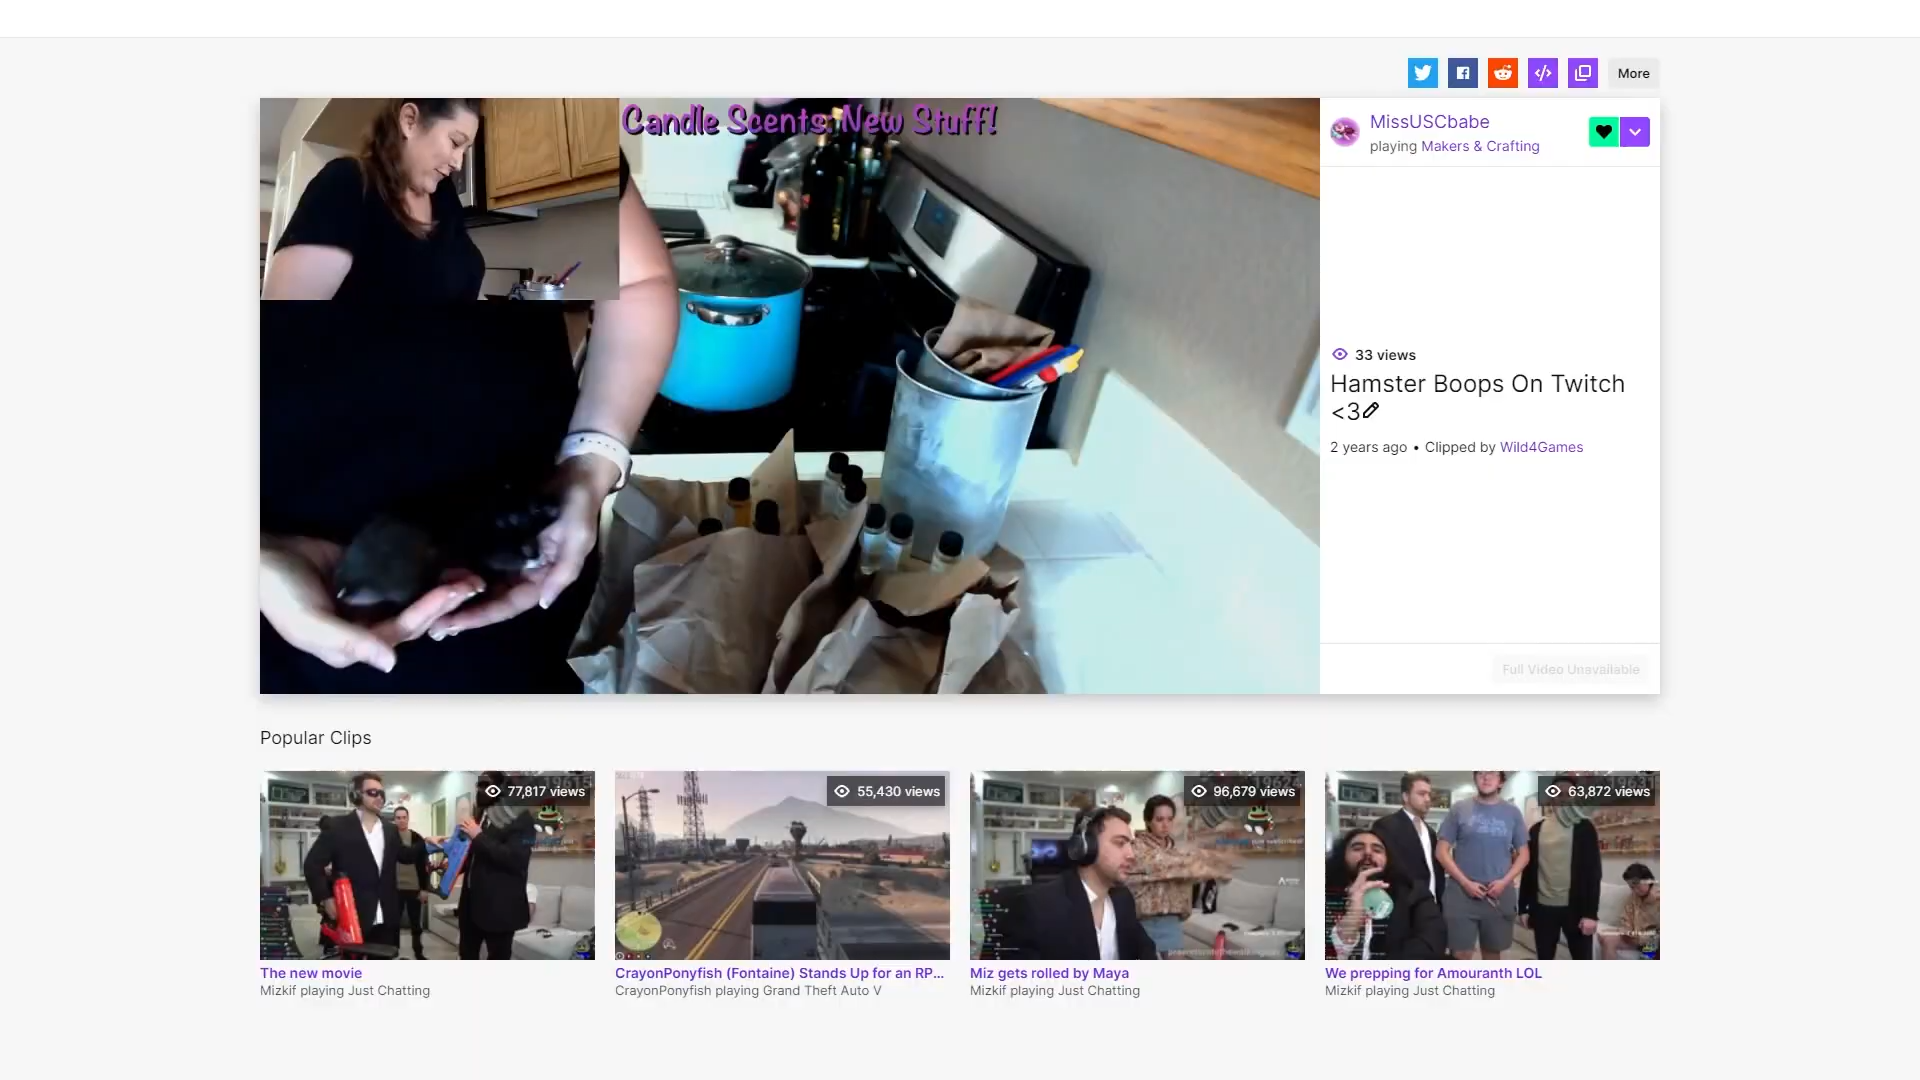 More
Candle Scents: New Stuff!
MissUSCbabe
playing Makers & Crafting
33 views
Hamster Boops On Twitch
<3
2 years ago • Clipped by Wild4Games
Full Video Unavailable
Popular Clips
77,817 views
55,430 views
96,679 views
63,872 views
The new movie
Mizkif playing Just Chatting
CrayonPonyfish (Fontaine) Stands Up for an RP...
CrayonPonyfish playing Grand Theft Auto V
Miz gets rolled by Maya
Mizkif playing Just Chatting
We prepping for Amouranth LOL
Mizkif playing Just Chatting